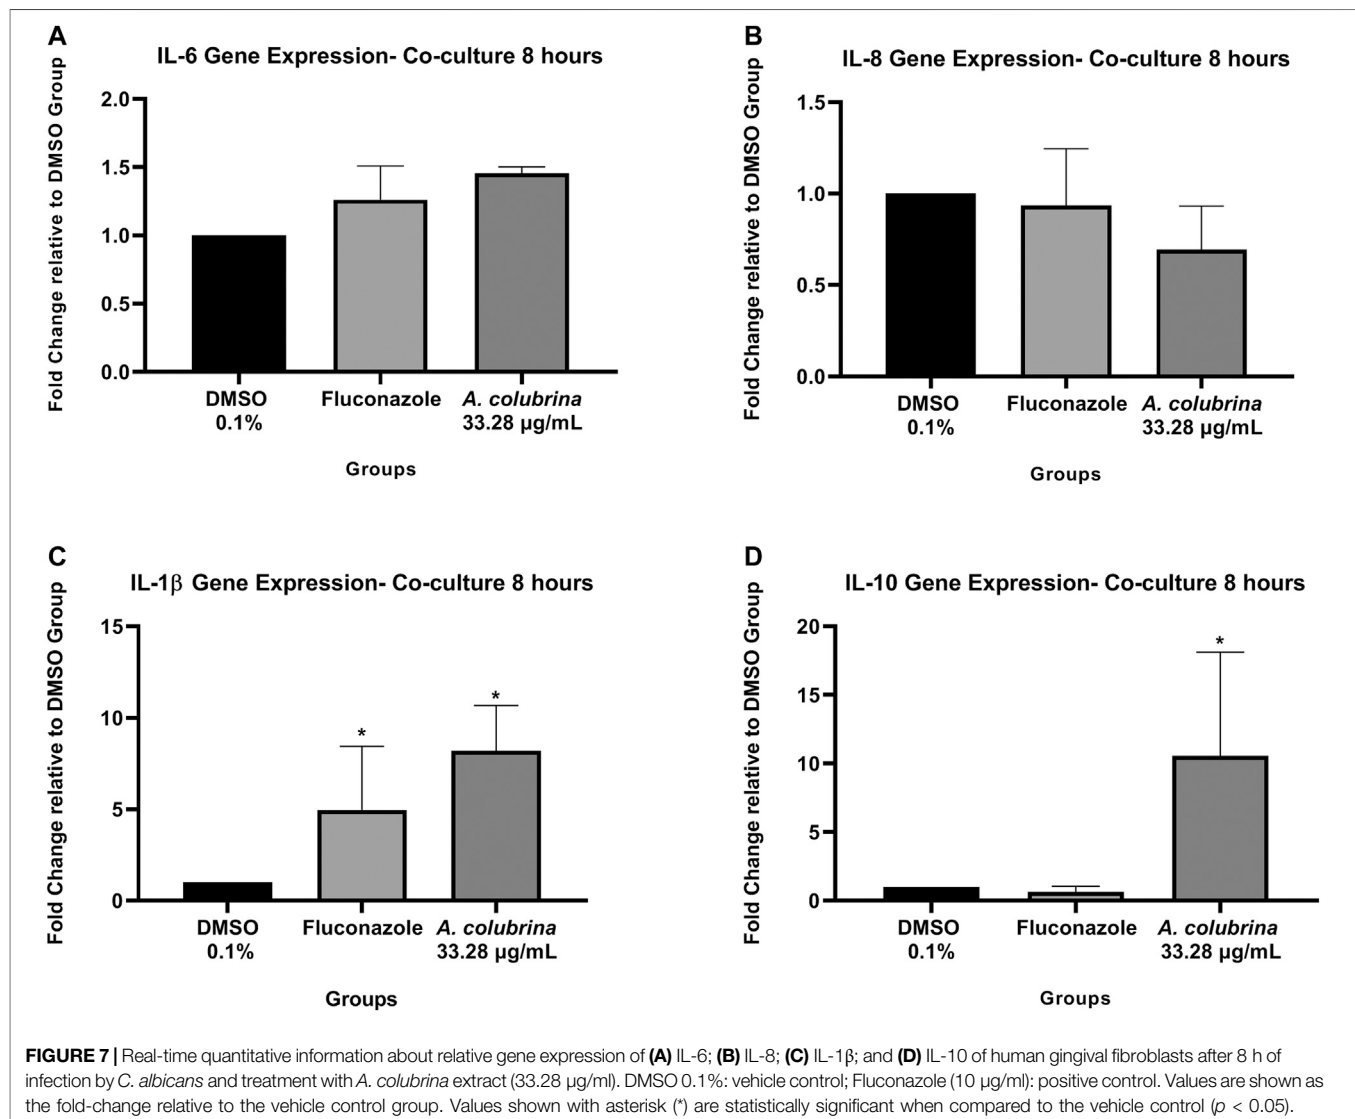 A
IL-6 Gene Expression- Co-culture 8 hours
Fold Change relative to DMSO Group
2.0
1.5
1.0
0.5
0.0
DMSO Fluconazole A. colubrina
0.1% 33.28 µg/mL
Groups
B
IL-8 Gene Expression- Co-culture 8 hours
Fold Change relative to DMSO Group
1.5
1.0
0.5
0.0
DMSO Fluconazole A. colubrina
0.1% 33.28 µg/mL
Groups
C
IL-1β Gene Expression- Co-culture 8 hours
Fold Change relative to DMSO Group
15
10
5
0
* *
DMSO Fluconazole A. colubrina
0.1% 33.28 µg/mL
Groups
D
IL-10 Gene Expression- Co-culture 8 hours
Fold Change relative to DMSO Group
20
15
10
5
0
*
DMSO Fluconazole A. colubrina
0.1% 33.28 µg/mL
Groups
FIGURE 7 | Real-time quantitative information about relative gene expression of (A) IL-6; (B) IL-8; (C) IL-1β; and (D) IL-10 of human gingival fibroblasts after 8 h of
infection by C. albicans and treatment with A. colubrina extract (33.28 µg/ml). DMSO 0.1%: vehicle control; Fluconazole (10 µg/ml): positive control. Values are shown as
the fold-change relative to the vehicle control group. Values shown with asterisk (*) are statistically significant when compared to the vehicle control (p < 0.05).